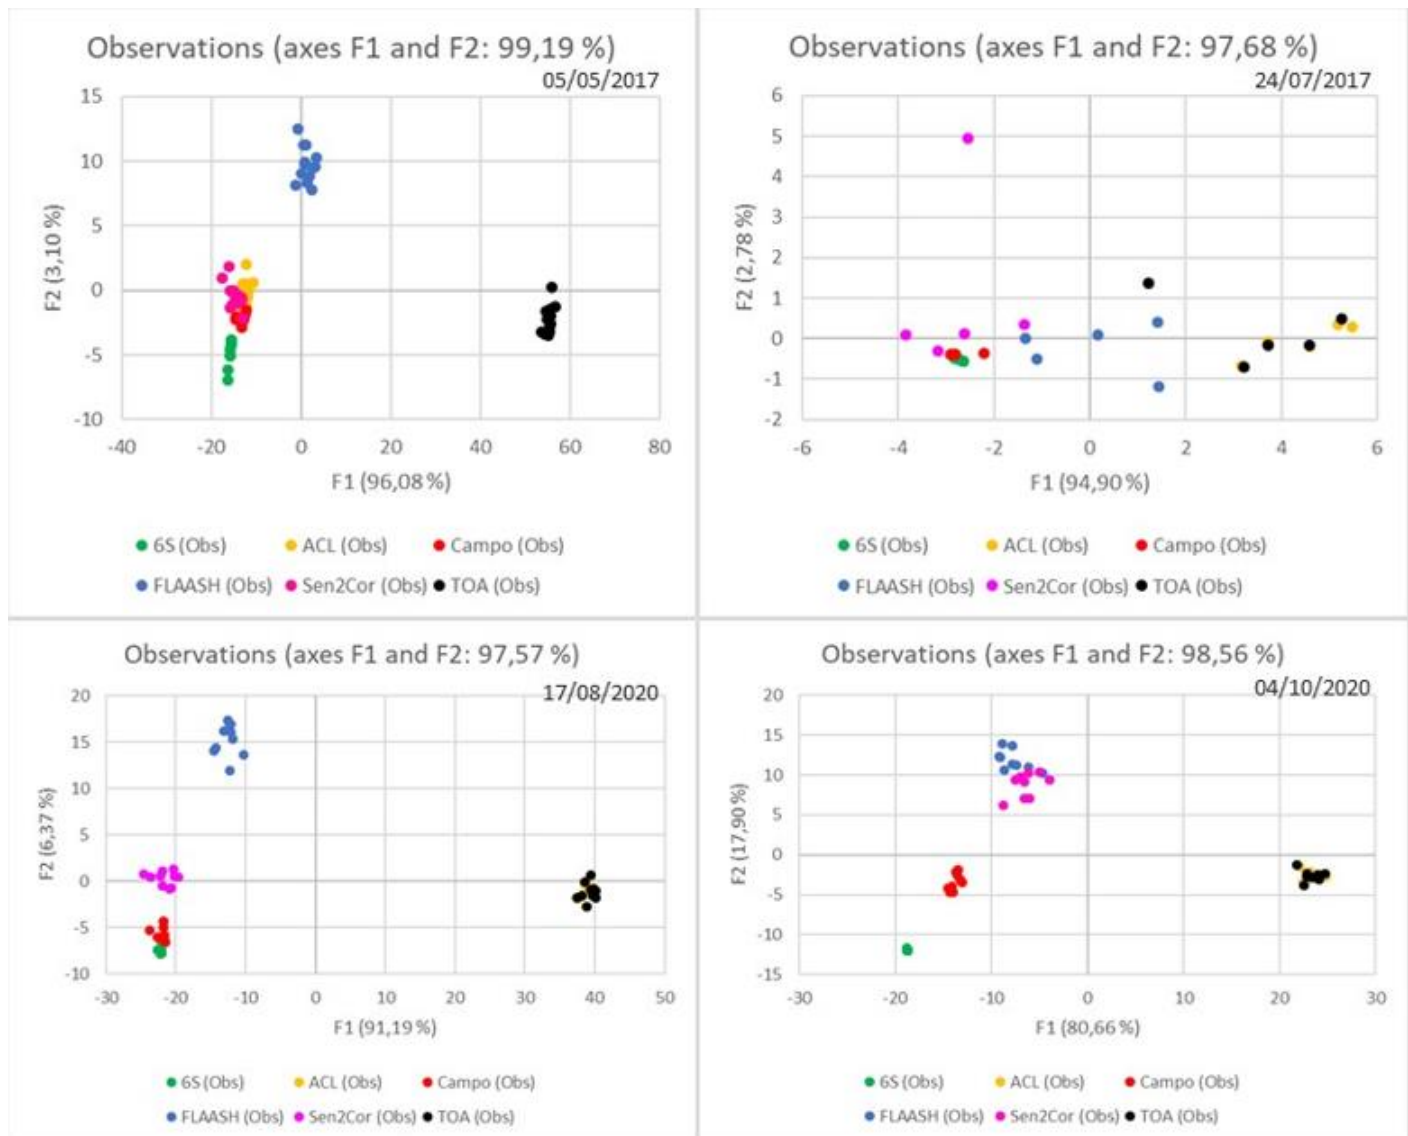 Observations (axes F1 and F2: 99,19 %)
05/05/2017
15
10
5
0
-5
-10
F2 (3,10 %)
-40 -20 0 20 40 60 80
F1 (96,08 %)
6S (Obs) ACL (Obs) Campo (Obs)
FLAASH (Obs) Sen2Cor (Obs) TOA (Obs)
Observations (axes F1 and F2: 97,68 %)
24/07/2017
6
5
4
3
2
1
0
-1
-2
F2 (2,78 %)
-6 -4 -2 0 2 4 6
F1 (94,90 %)
6S (Obs) ACL (Obs) Campo (Obs)
FLAASH (Obs) Sen2Cor (Obs) TOA (Obs)
Observations (axes F1 and F2: 97,57 %)
17/08/2020
20
15
10
5
0
-5
-10
F2 (6,37 %)
-30 -20 -10 0 10 20 30 40 50
F1 (91,19 %)
6S (Obs) ACL (Obs) Campo (Obs)
FLAASH (Obs) Sen2Cor (Obs) TOA (Obs)
Observations (axes F1 and F2: 98,56 %)
04/10/2020
20
15
10
5
0
-5
-10
-15
F2 (17,90 %)
-30 -20 -10 0 10 20 30
F1 (80,66 %)
6S (Obs) ACL (Obs) Campo (Obs)
FLAASH (Obs) Sen2Cor (Obs) TOA (Obs)